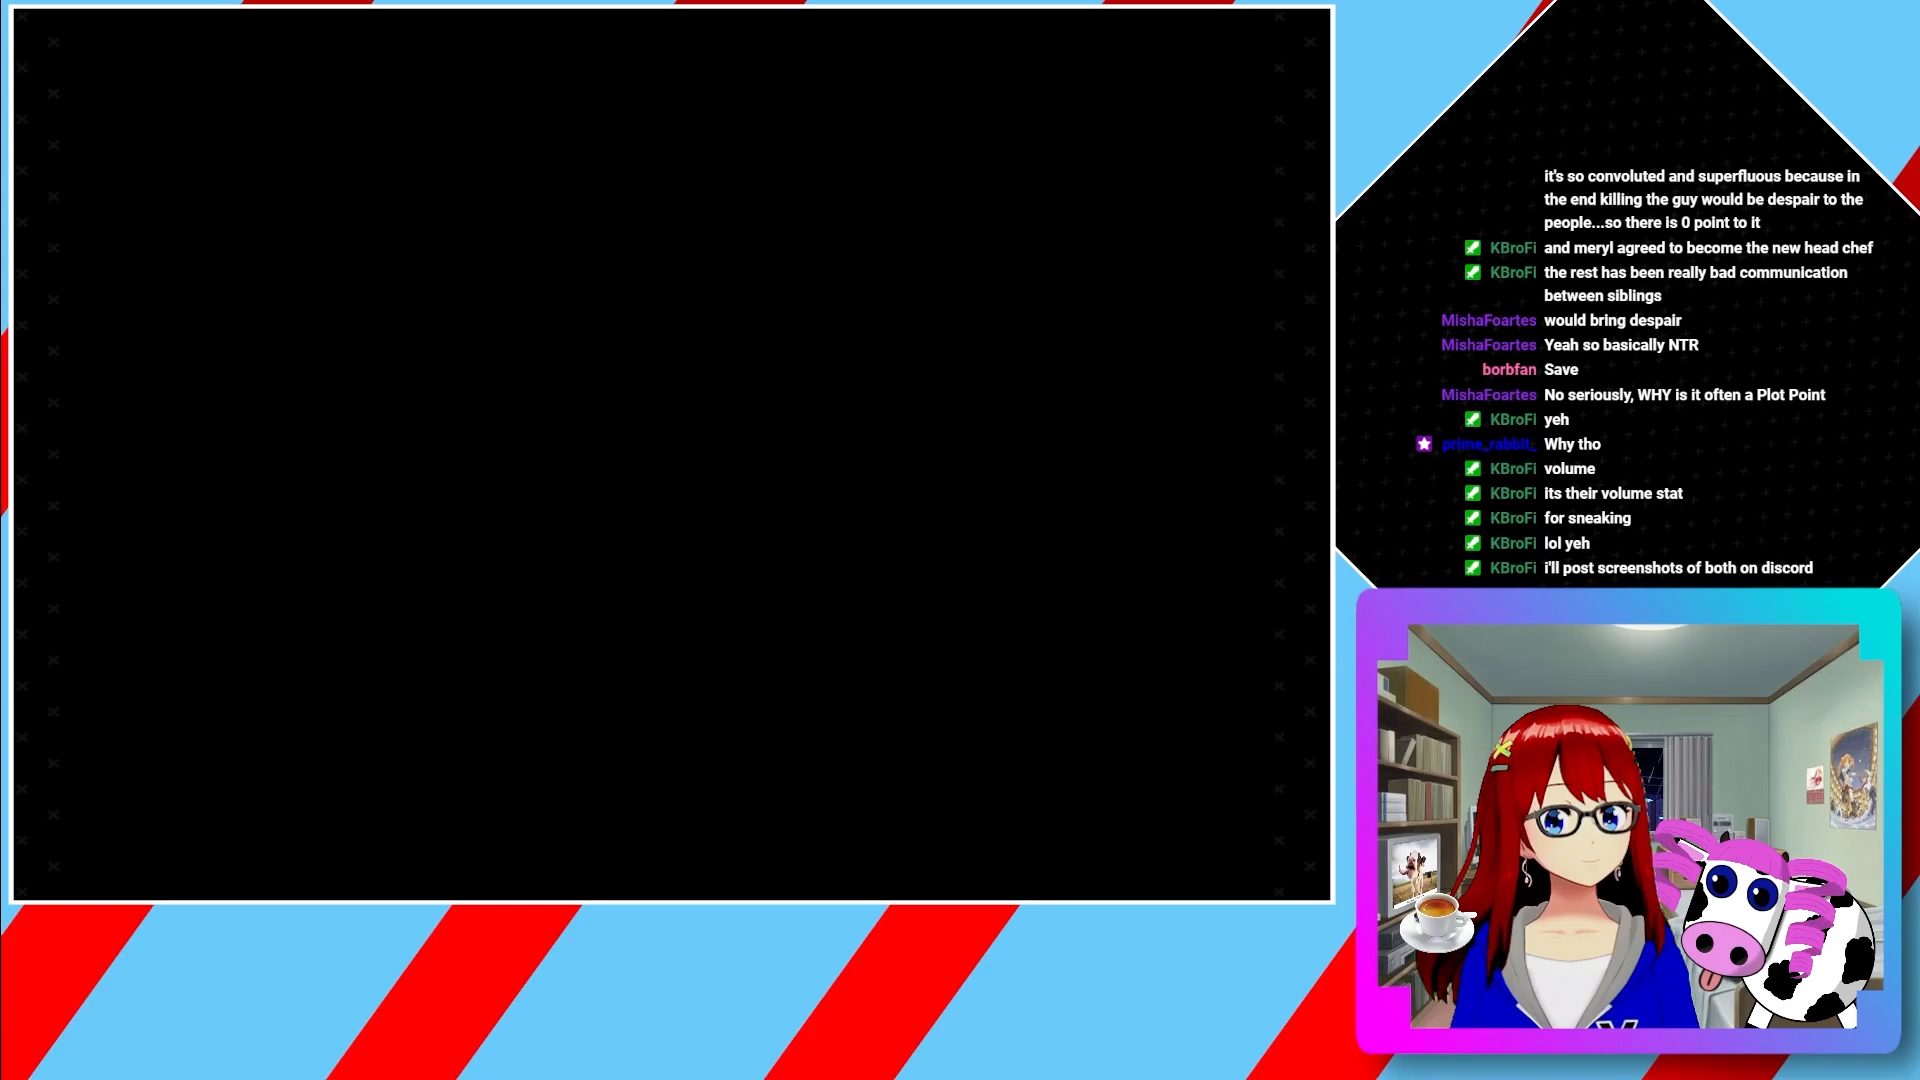 it's so convoluted and superfluous because in
the end killing the guy would be despair to the
people...so there is 0 point to it
KBroFi and meryl agreed to become the new head chef
KBroFi the rest has been really bad communication
between siblings
MishaFoartes would bring despair
MishaFoartes Yeah so basically NTR
borbfan Save
MishaFoartes No seriously, WHY is it often a Plot Point
KBroFi yeh
prime_rabbit_ Why tho
KBroFi volume
KBroFi its their volume stat
KBroFi for sneaking
KBroFi lol yeh
KBroFi i'll post screenshots of both on discord